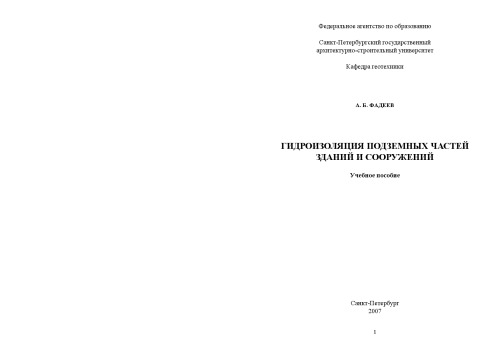 Федеральное агентство по образованию
Санкт-Петербургский государственный
архитектурно-строительный университет
Кафедра геотехники
А. Б. ФАДЕЕВ
ГИДРОИЗОЛЯЦИЯ ПОДЗЕМНЫХ ЧАСТЕЙ
ЗДАНИЙ И СООРУЖЕНИЙ
Учебное пособие
Санкт-Петербург
2007
1